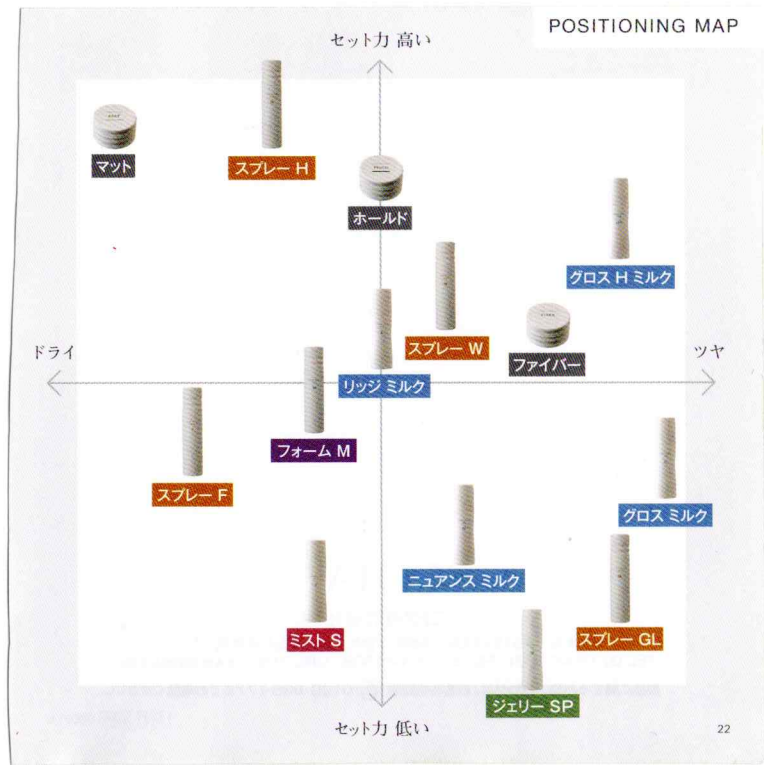 POSITIONING MAP
セット力 高い
マット
スプレー H
ホールド
グロス H ミルク
スプレー W
ファイバー
ドライ
ツヤ
リッジ ミルク
フォーム M
スプレー F
グロス ミルク
ニュアンス ミルク
ミスト S
スプレー GL
ジェリー SP
セット力 低い
22